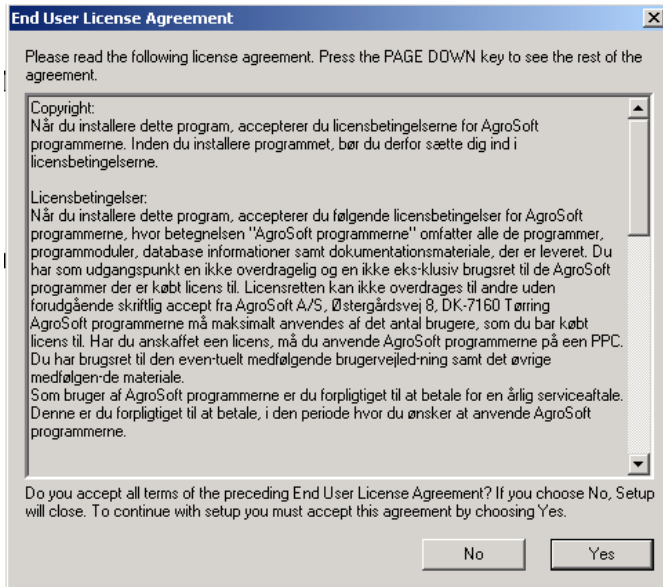 End User License Agreement
Please read the following license agreement. Press the PAGE DOWN key to see the rest of the
agreement.
Copyright:
Når du installere dette program, accepterer du licensbetingelserne for AgroSoft
programmerne. Inden du installere programmet, bør du derfor sætte dig ind i
licensbetingelserne.
Licensbetingelser:
Når du installere dette program, accepterer du følgende licensbetingelser for AgroSoft
programmerne, hvor betegnelsen "AgroSoft programmerne" omfatter alle de programmer,
programmoduler, database informationer samt dokumentationsmateriale, der er leveret. Du
har som udgangspunkt en ikke overdragelig og en ikke eks-klusiv brugsret til de AgroSoft
programmer der er købt licens til. Licensretten kan ikke overdrages til andre uden
forudgående skriftlig accept fra AgroSoft A/S, Østergårdsvej 8, DK-7160 Tørring
AgroSoft programmerne må maksimalt anvendes af det antal brugere, som du bar købt
licens til. Har du anskaffet een licens, må du anvende AgroSoft programmerne på een PPC.
Du har brugsret til den even-tuelt medfølgende brugervejled-ning samt det øvrige
medfølgen-de materiale.
Som bruger af AgroSoft programmerne er du forpligtiget til at betale for en årlig serviceaftale.
Denne er du forpligtiget til at betale, i den periode hvor du ønsker at anvende AgroSoft
programmerne.
Do you accept all terms of the preceding End User License Agreement? If you choose No, Setup
will close. To continue with setup you must accept this agreement by choosing Yes.
No Yes